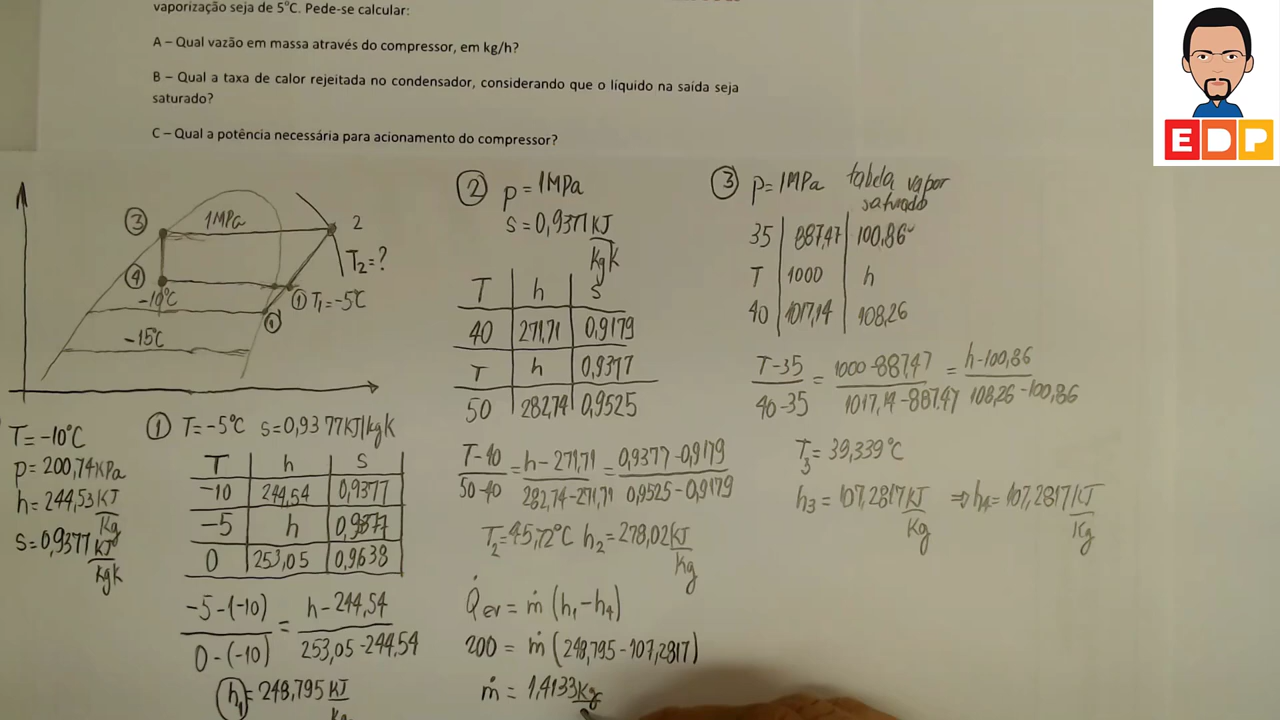 vaporização seja de 5°C. Pede-se calcular:
A – Qual vazão em massa através do compressor, em kg/h?
B – Qual a taxa de calor rejeitada no condensador, considerando que o líquido na saída seja
saturado?
C – Qual a potência necessária para acionamento do compressor?
EDP
③ 1MPa 2
T₂=?
④ -10°C ① T₁=-5°C
①'
-15°C
T=-10°C
p=200,74KPa
h=244,53KJ/Kg
s=0,9377KJ/KgK
① T=-5°C s=0,9377KJ/kgK
T | h | s
-10 | 244,54 | 0,9377
-5 | h | 0,9877
0 | 253,05 | 0,9638
-5-(-10)/0-(-10) = h-244,54/253,05-244,54
h₁=248,795 KJ/kg
② p=1MPa
s=0,9377KJ/KgK
T | h | s
40 | 271,71 | 0,9179
T | h | 0,9377
50 | 282,74 | 0,9525
T-40/50-40 = h-271,71/282,74-271,71 = 0,9377-0,9179/0,9525-0,9179
T₂=45,72°C h₂=278,02KJ/Kg
Q̇ev = ṁ(h₁-h₄)
200 = ṁ(248,795-107,2817)
ṁ = 1,4133Kg
③ p=1MPa tabela vapor
saturado
35 | 887,47 | 100,86
T | 1000 | h
40 | 1017,14 | 108,26
T-35/40-35 = 1000-887,47/1017,14-887,47 = h-100,86/108,26-100,86
T₃=39,339°C
h₃=107,2817KJ/Kg ⇒h₄=107,2817KJ/Kg